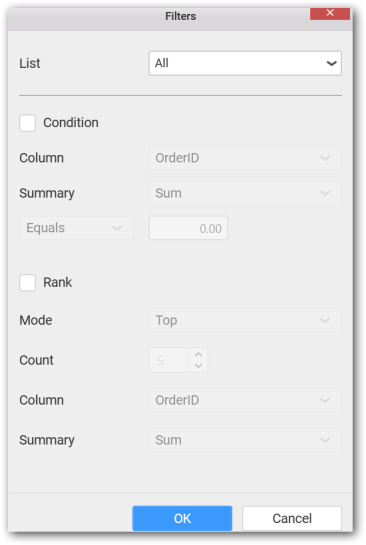 Filters
List All
Condition
Column OrderID
Summary Sum
Equals 0.00
Rank
Mode Top
Count 5
Column OrderID
Summary Sum
OK Cancel